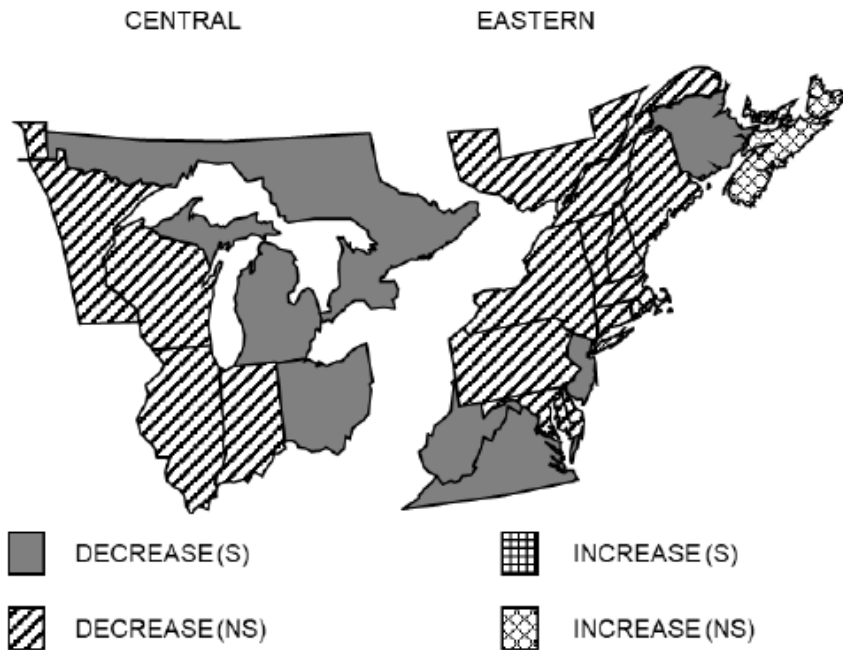 CENTRAL EASTERN
DECREASE (S) INCREASE (S)
DECREASE (NS) INCREASE (NS)